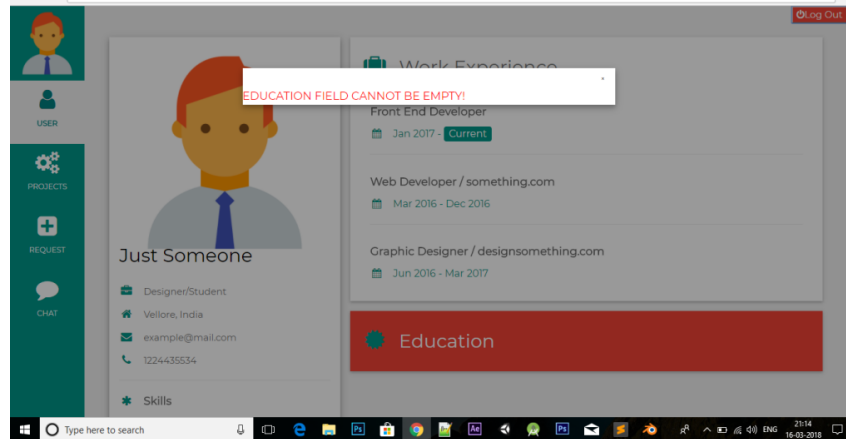 Log Out
USER
PROJECTS
REQUEST
CHAT
Just Someone
Designer/Student
Vellore, India
example@mail.com
1224435534
Skills
Work Experience
EDUCATION FIELD CANNOT BE EMPTY!
Front End Developer
Jan 2017 - Current
Web Developer / something.com
Mar 2016 - Dec 2016
Graphic Designer / designsomething.com
Jun 2016 - Mar 2017
Education
Type here to search
Ps
Ae
Ps
ENG
21:14
16-03-2018